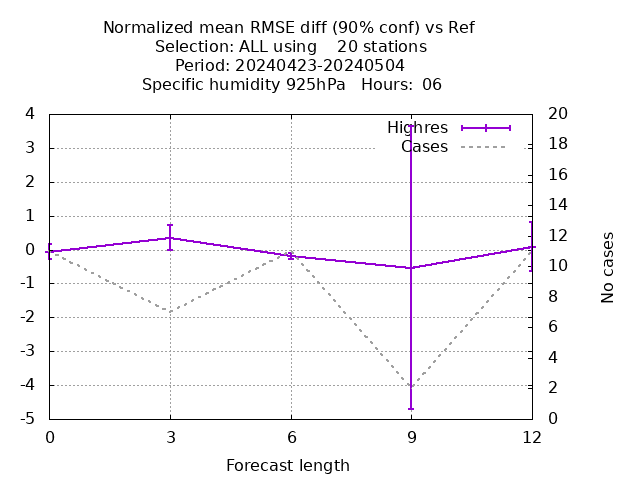 Normalized mean RMSE diff (90% conf) vs Ref
Selection: ALL using    20 stations
Period: 20240423-20240504
Specific humidity 925hPa   Hours:  06
Highres
Cases
4
3
2
1
0
-1
-2
-3
-4
-5
20
18
16
14
12
10
8
6
4
2
0
No cases
0 3 6 9 12
Forecast length